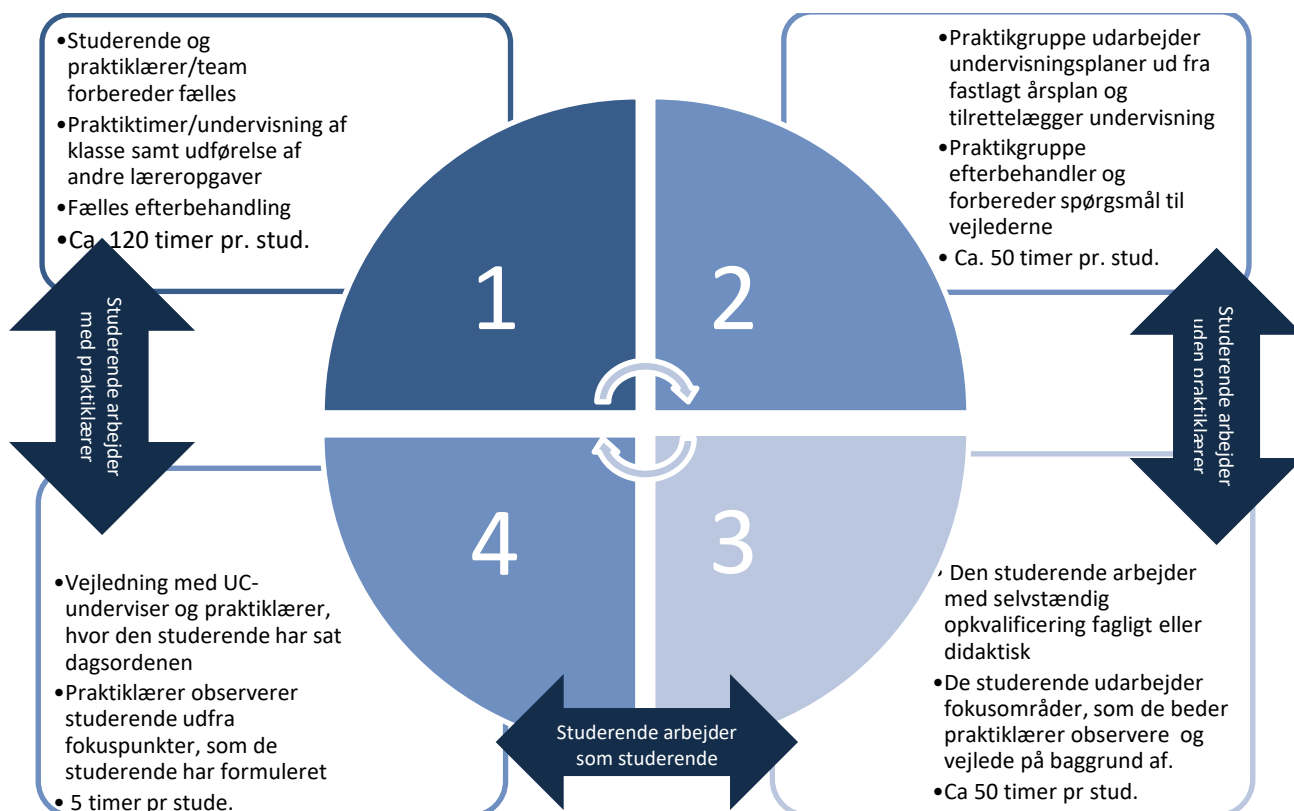 •Studerende og
praktiklærer/team
forbereder fælles
•Praktiktimer/undervisning af
klasse samt udførelse af
andre læreropgaver
•Fælles efterbehandling
•Ca. 120 timer pr. stud.
•Praktikgruppe udarbejder
undervisningsplaner ud fra
fastlagt årsplan og
tilrettelægger undervisning
•Praktikgruppe
efterbehandler og
forbereder spørgsmål til
vejlederne
• Ca. 50 timer pr. stud.
1
2
Studerende arbejder
med praktiklærer
Studerende arbejder
uden praktiklærer
4
3
•Vejledning med UC-
underviser og praktiklærer,
hvor den studerende har sat
dagsordenen
•Praktiklærer observerer
studerende udfra
fokuspunkter, som de
studerende har formuleret
• 5 timer pr stude.
• Den studerende arbejder
med selvstændig
opkvalificering fagligt eller
didaktisk
•De studerende udarbejder
fokusområder, som de beder
praktiklærer observere og
vejlede på baggrund af.
•Ca 50 timer pr stud.
Studerende arbejder
som studerende